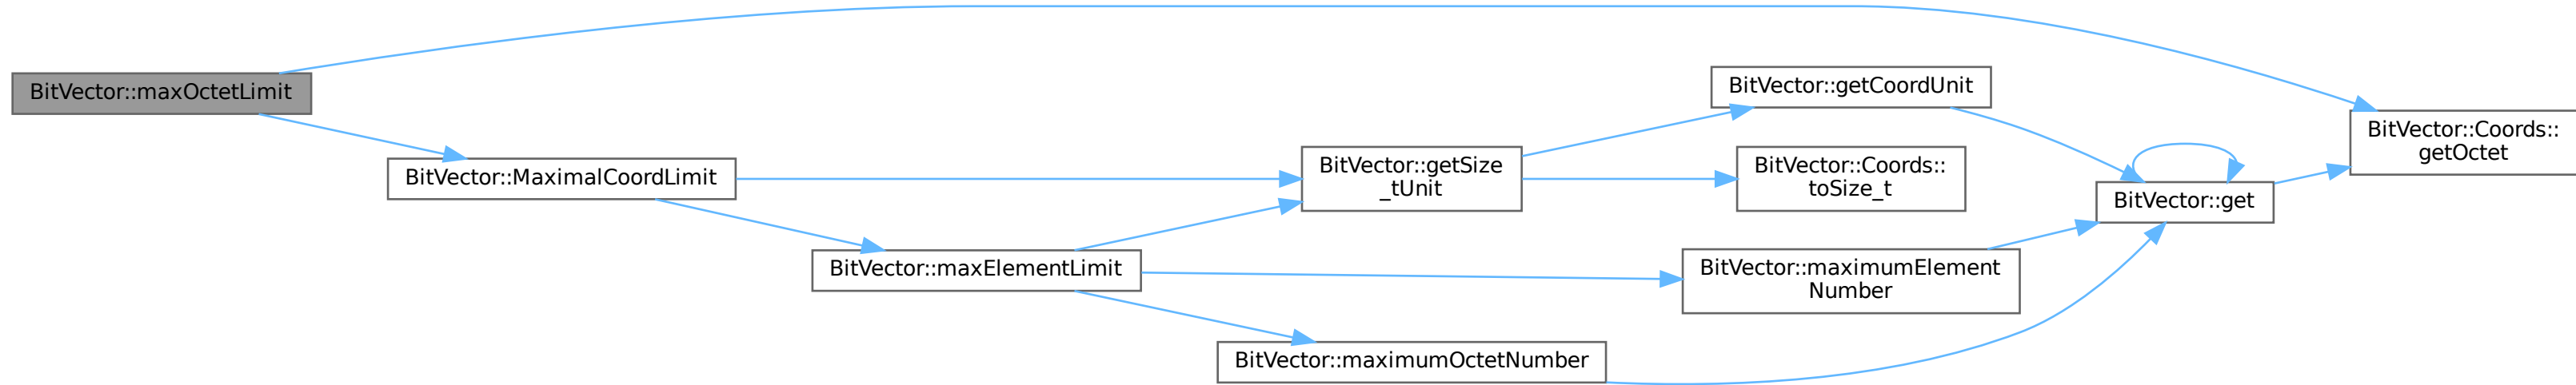 BitVector::maxOctetLimit
BitVector::MaximalCoordLimit
BitVector::maxElementLimit
BitVector::getSize
_tUnit
BitVector::maximumOctetNumber
BitVector::getCoordUnit
BitVector::Coords::
toSize_t
BitVector::maximumElement
Number
BitVector::get
BitVector::Coords::
getOctet